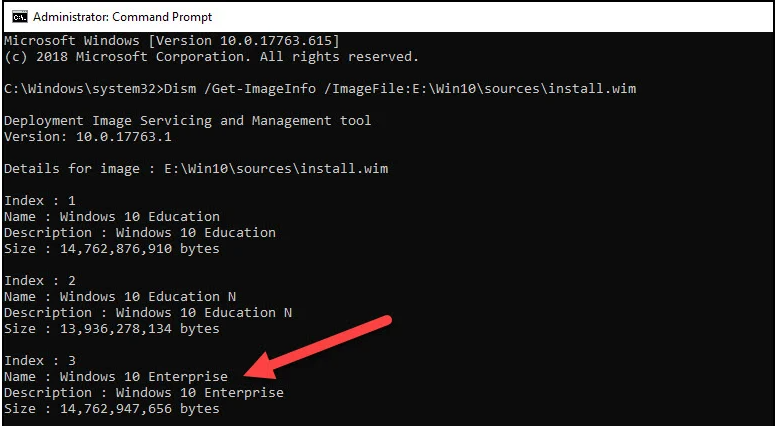 Administrator: Command Prompt
Microsoft Windows [Version 10.0.17763.615]
(c) 2018 Microsoft Corporation. All rights reserved.
C:\Windows\system32>Dism /Get-ImageInfo /ImageFile:E:\Win10\sources\install.wim
Deployment Image Servicing and Management tool
Version: 10.0.17763.1
Details for image : E:\Win10\sources\install.wim
Index : 1
Name : Windows 10 Education
Description : Windows 10 Education
Size : 14,762,876,910 bytes
Index : 2
Name : Windows 10 Education N
Description : Windows 10 Education N
Size : 13,936,278,134 bytes
Index : 3
Name : Windows 10 Enterprise
Description : Windows 10 Enterprise
Size : 14,762,947,656 bytes